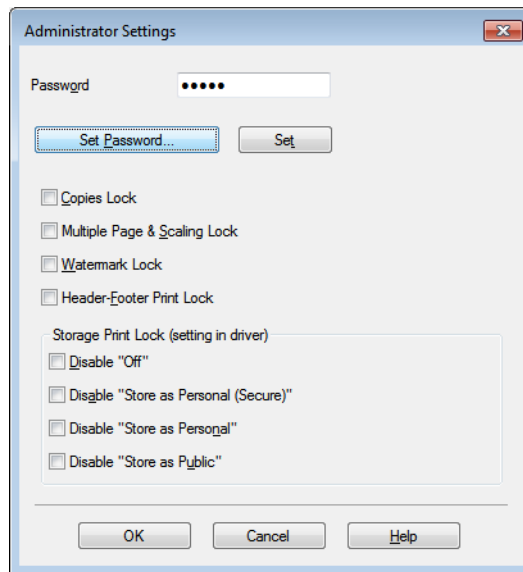 Administrator Settings
Password •••••
Set Password... Set
Copies Lock
Multiple Page & Scaling Lock
Watermark Lock
Header-Footer Print Lock
Storage Print Lock (setting in driver)
Disable "Off"
Disable "Store as Personal (Secure)"
Disable "Store as Personal"
Disable "Store as Public"
OK Cancel Help